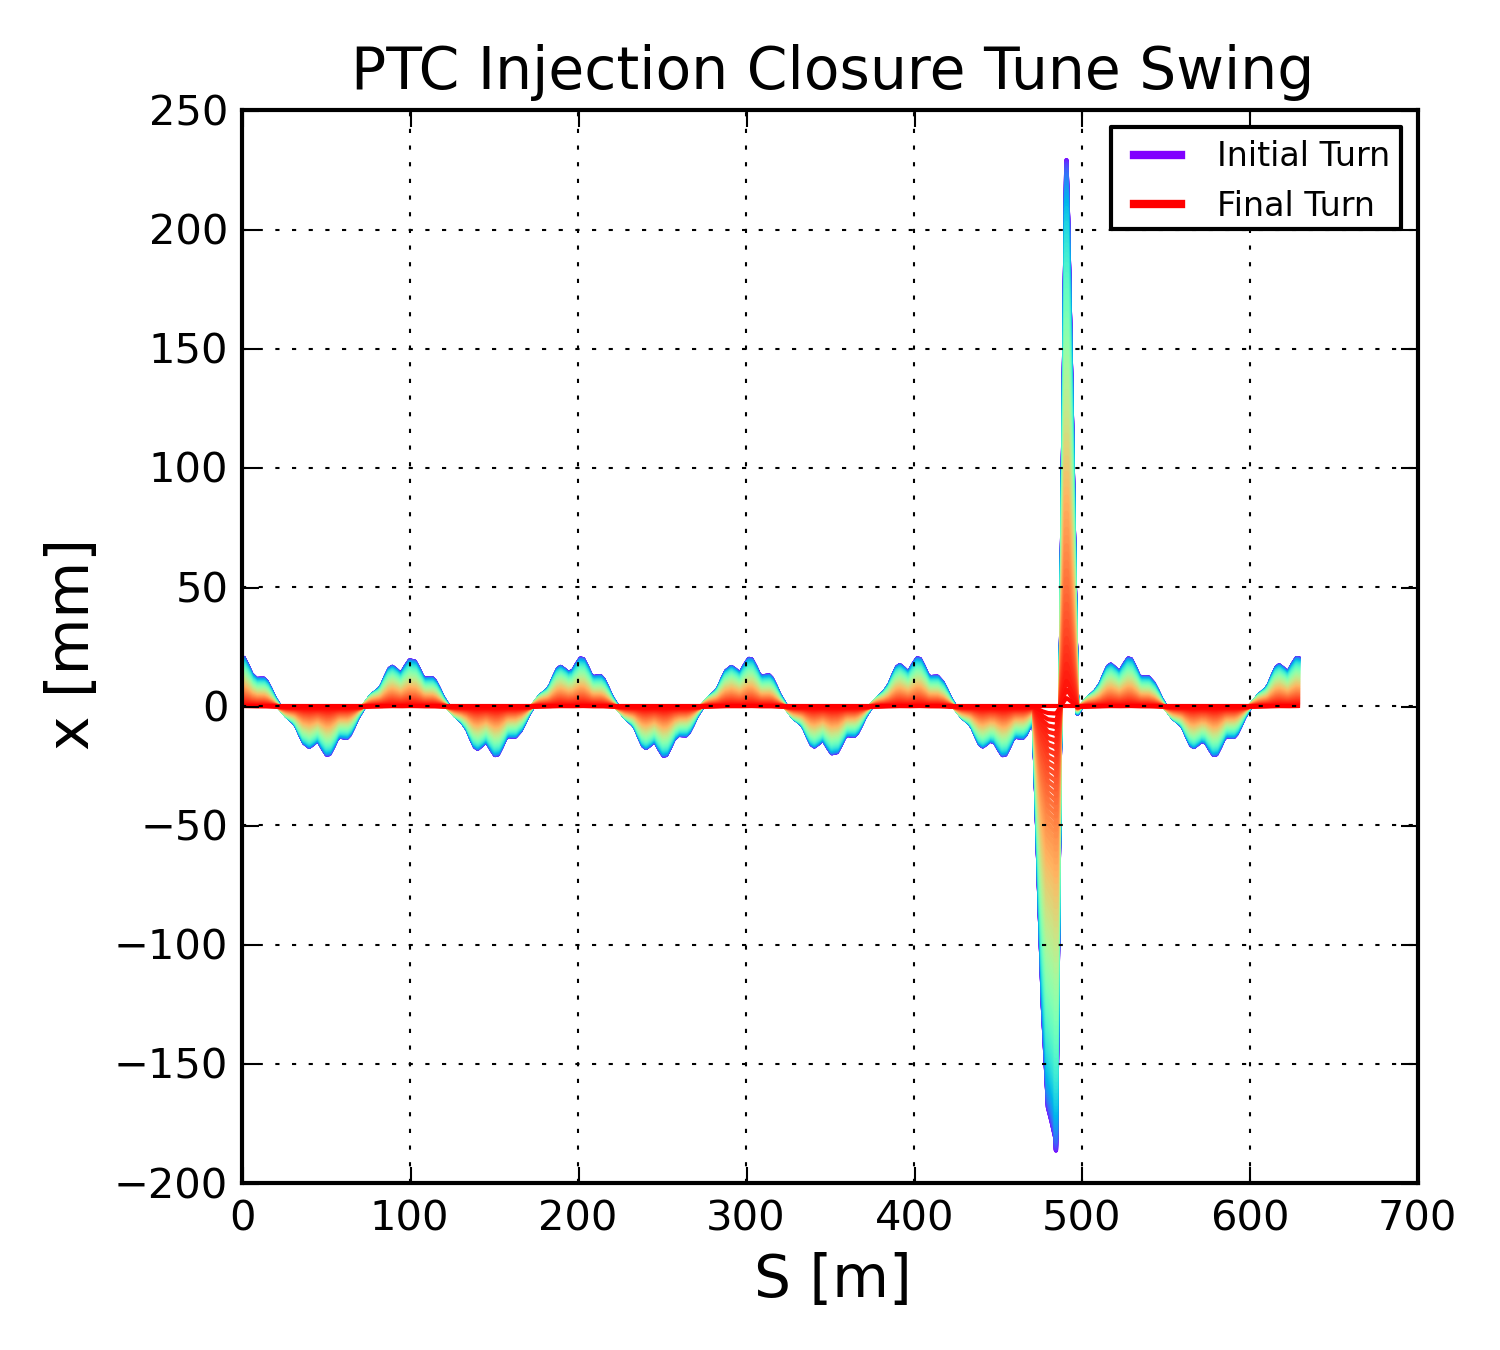 PTC Injection Closure Tune Swing
250
200
150
100
50
0
−50
−100
−150
−200
x [mm]
Initial Turn
Final Turn
0 100 200 300 400 500 600 700
S [m]